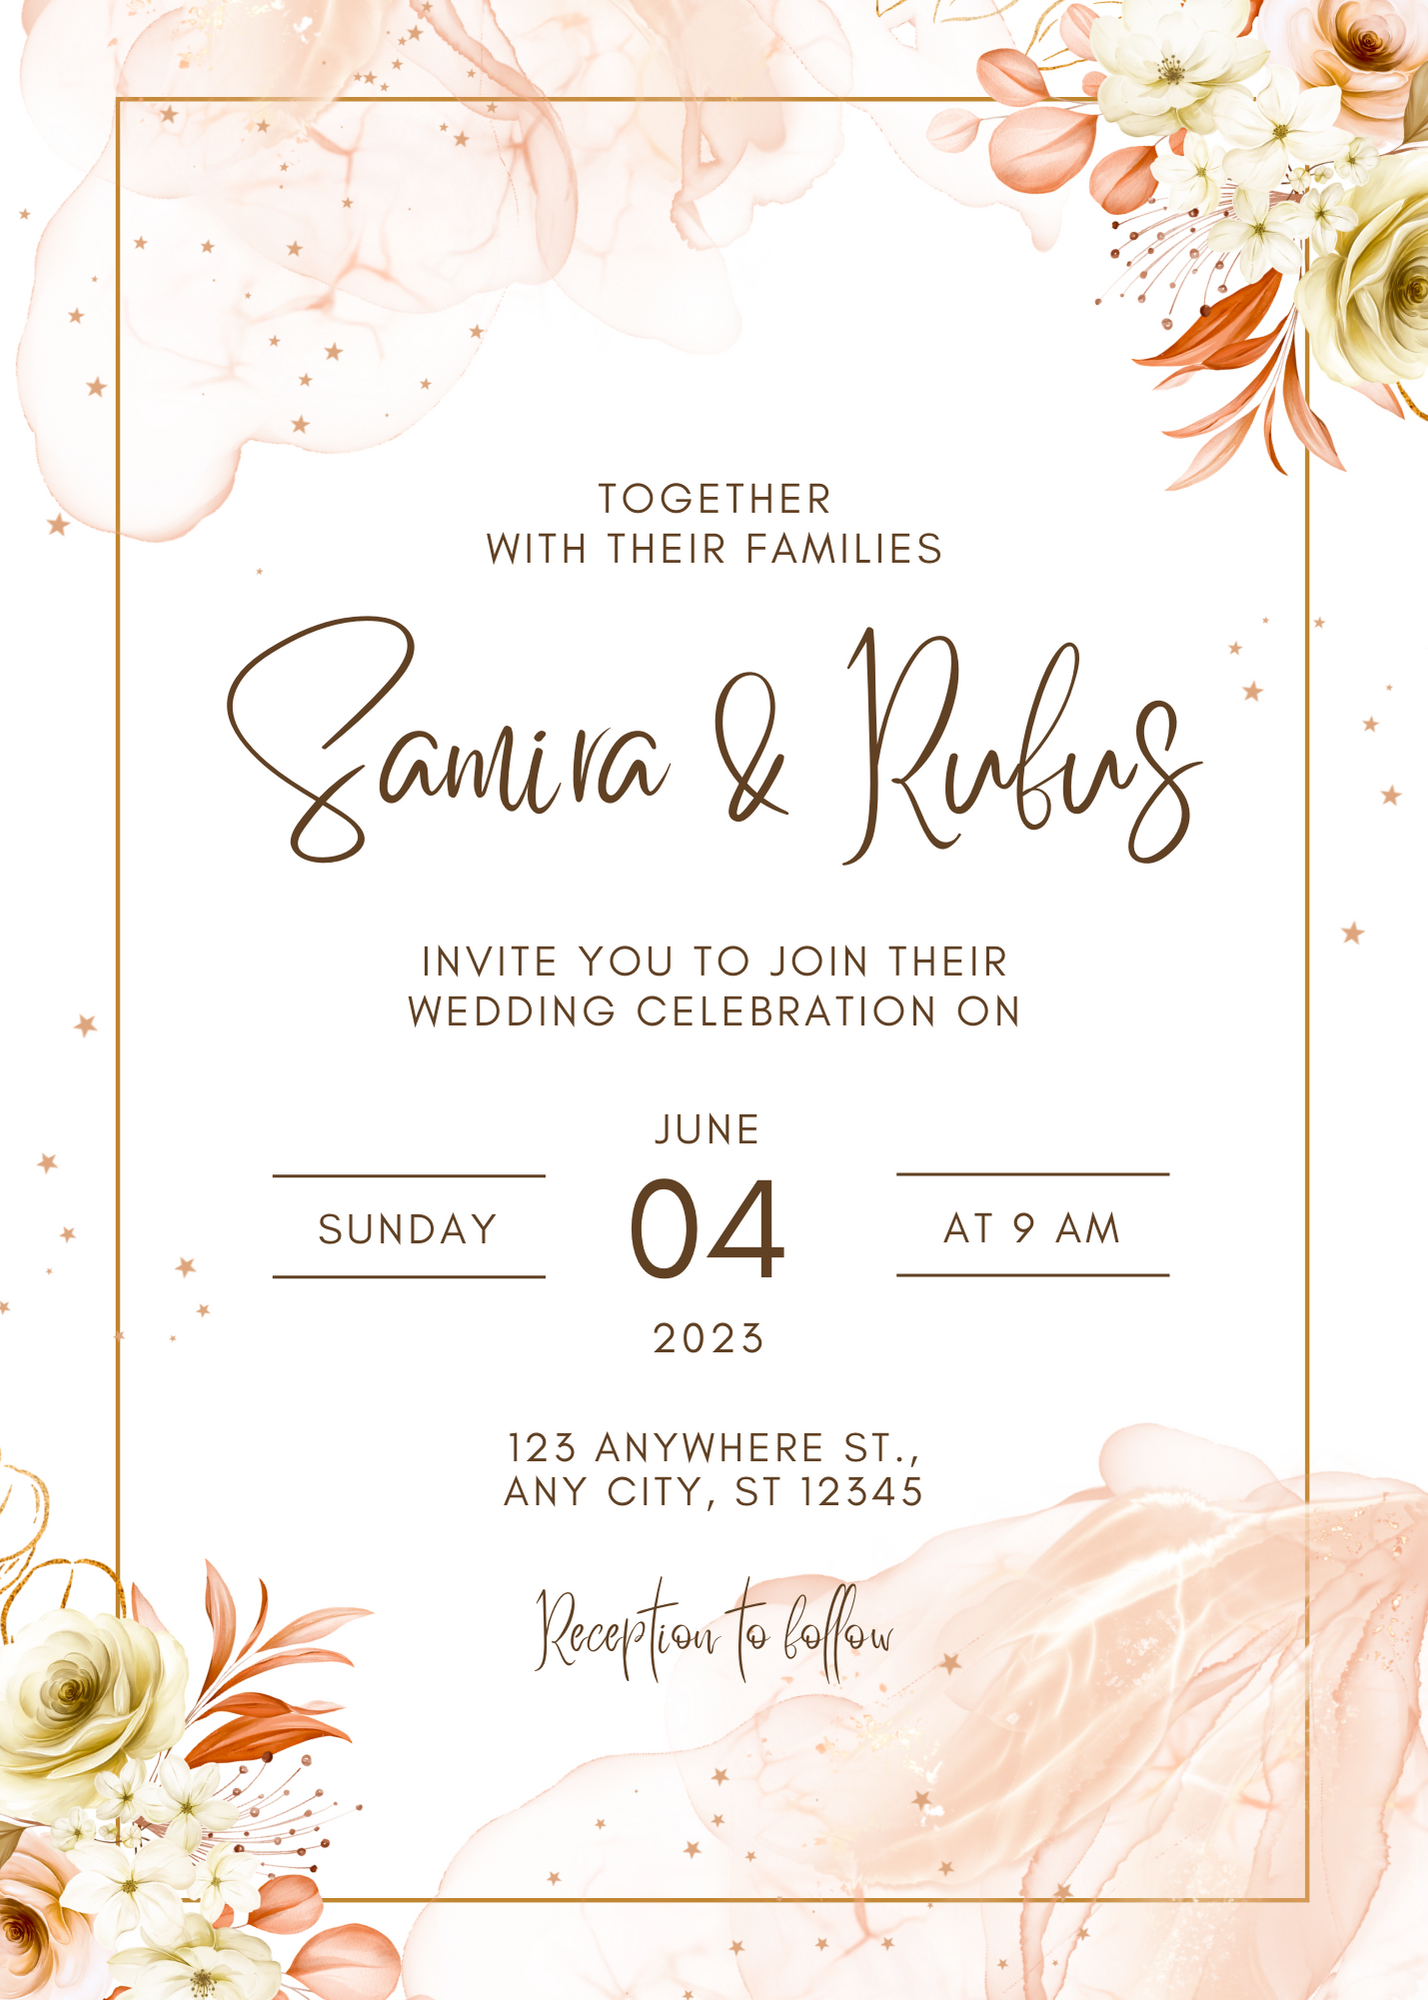 TOGETHER
WITH THEIR FAMILIES
Samira & Rufus
INVITE YOU TO JOIN THEIR
WEDDING CELEBRATION ON
JUNE
SUNDAY 04 AT 9 AM
2023
123 ANYWHERE ST.,
ANY CITY, ST 12345
Reception to follow